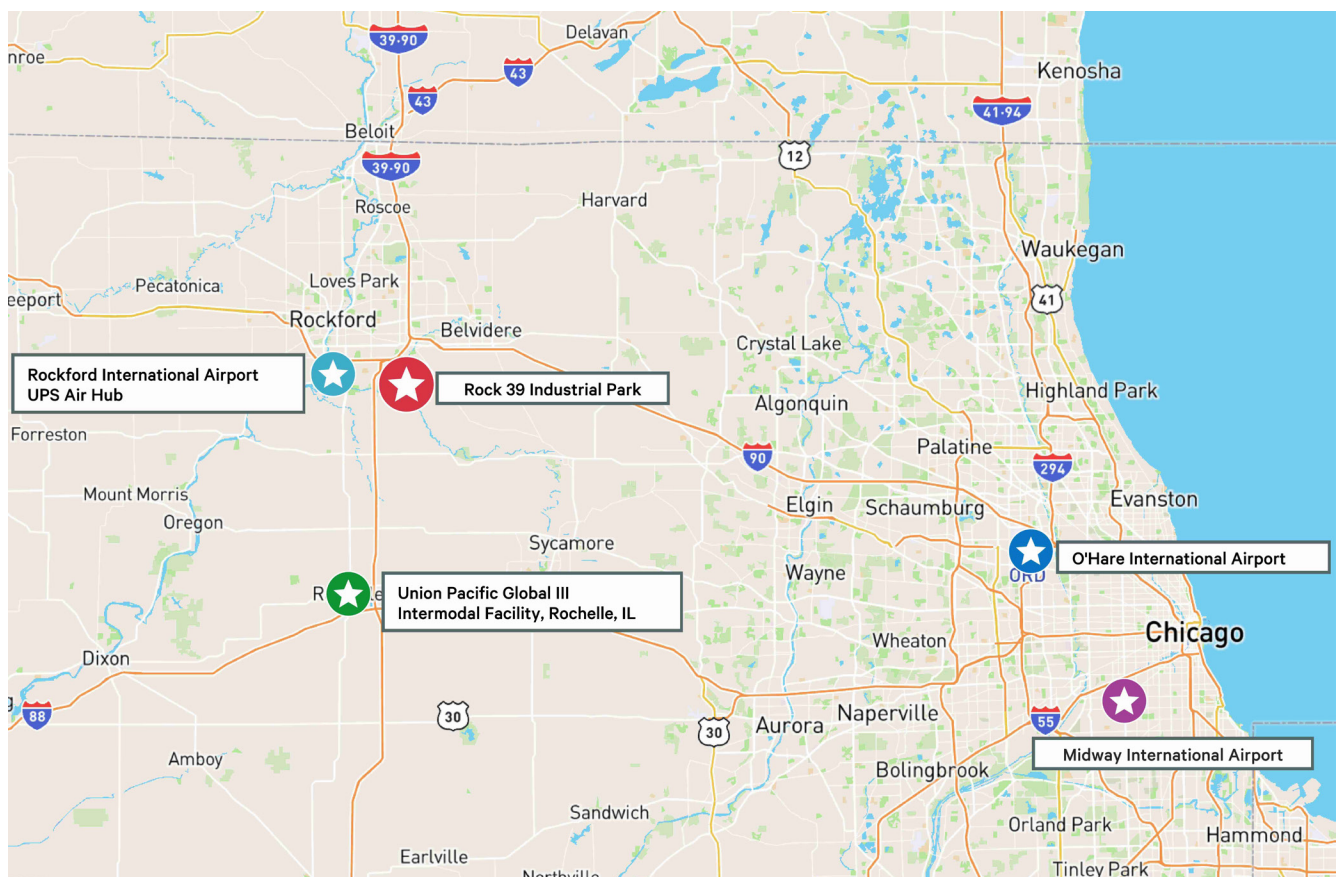 39-90
Delavan
nroe
43
Kenosha
43
41-94
Beloit
12
39-90
Harvard
Roscoe
Waukegan
Loves Park
Pecatonica
eeport
41
Rockford
Belvidere
Crystal Lake
Rockford International Airport
UPS Air Hub
Rock 39 Industrial Park
Highland Park
Algonquin
Forreston
Palatine
90
294
Mount Morris
Evanston
Elgin
Schaumburg
Oregon
Sycamore
O'Hare International Airport
Wayne
ORD
Union Pacific Global III
Intermodal Facility, Rochelle, IL
R
le
Chicago
Wheaton
Dixon
g
88
30
Naperville
55
Aurora
30
Midway International Airport
Amboy
Bolingbrook
Sandwich
Orland Park
Hammond
Earlville
Tinley Park
Northville